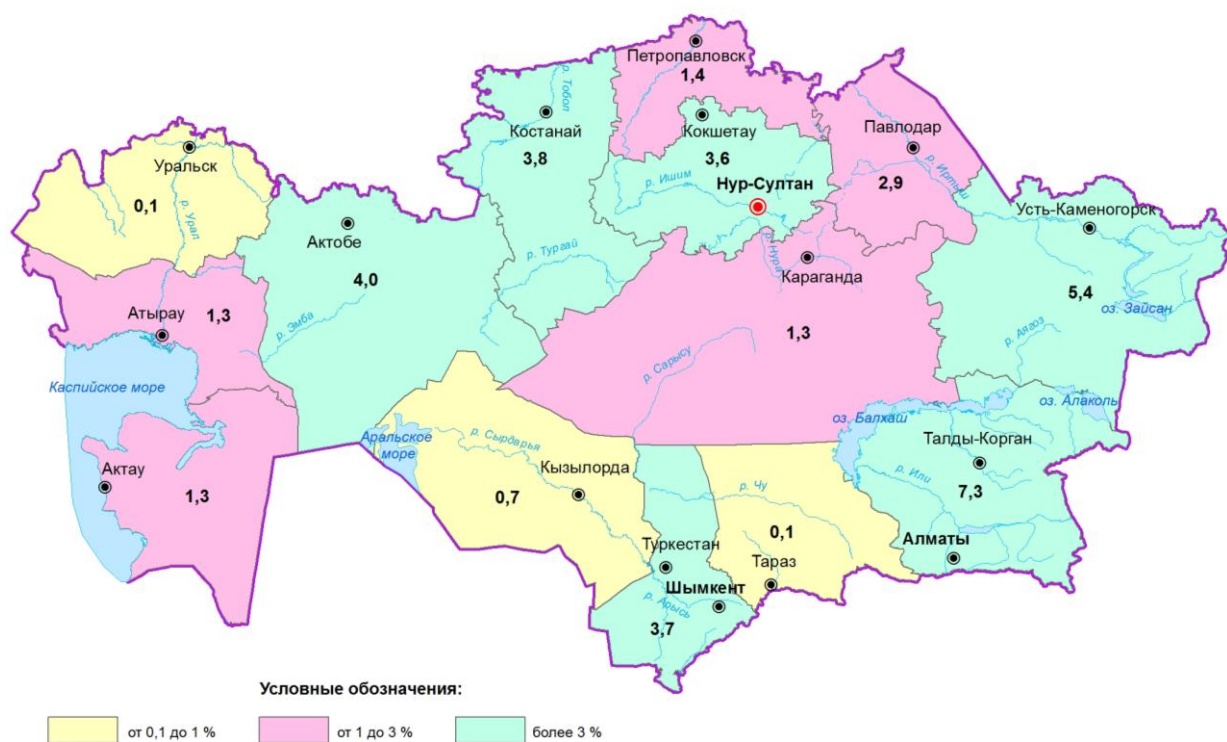 Петропавловск
1,4
р. Тобол
Костанай
3,8
Кокшетау
3,6
р. Ишим
Нур-Султан
Павлодар
р. Иртыш
2,9
Уральск
0,1
р. Урал
Актобе
4,0
р. Тургай
р. Нура
Караганда
Усть-Каменогорск
5,4
оз. Зайсан
Атырау
1,3
р. Эмба
1,3
р. Сарысу
р. Аягоз
Каспийское море
оз. Балхаш
оз. Алаколь
Аральское
море
р. Сырдарья
Талды-Корган
р. Или
7,3
Актау
1,3
Кызылорда
0,7
р. Чу
0,1
Туркестан
Тараз
Алматы
Шымкент
р. Арысь
3,7
Условные обозначения:
от 0,1 до 1 %
от 1 до 3 %
более 3 %